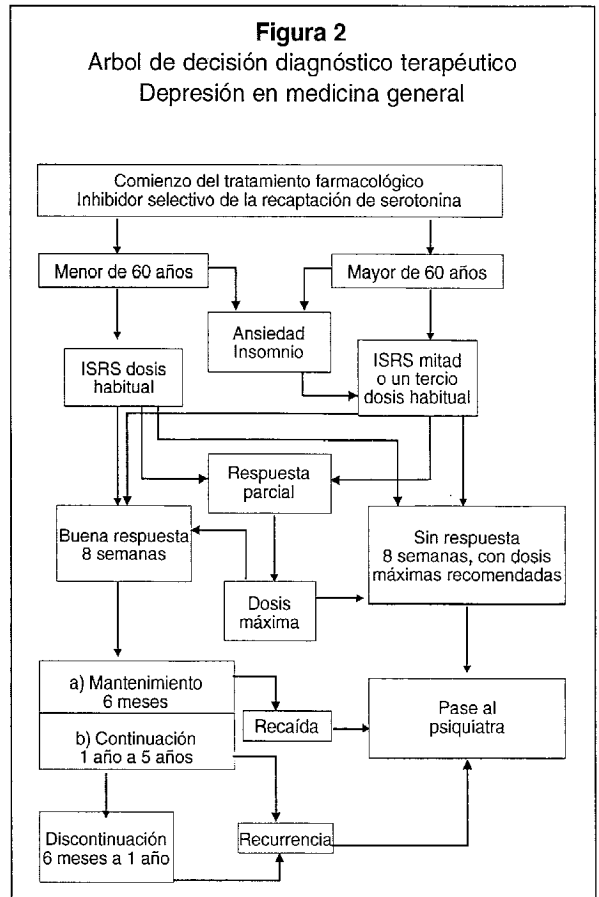 Figura 2
Arbol de decisión diagnóstico terapéutico
Depresión en medicina general
Comienzo del tratamiento farmacológico
Inhibidor selectivo de la recaptación de serotonina
Menor de 60 años
Mayor de 60 años
Ansiedad
Insomnio
ISRS dosis
habitual
ISRS mitad
o un tercio
dosis habitual
Respuesta
parcial
Buena respuesta
8 semanas
Sin respuesta
8 semanas, con dosis
máximas recomendadas
Dosis
máxima
a) Mantenimiento
6 meses
Recaída
Pase al
psiquiatra
b) Continuación
1 año a 5 años
Discontinuación
6 meses a 1 año
Recurrencia